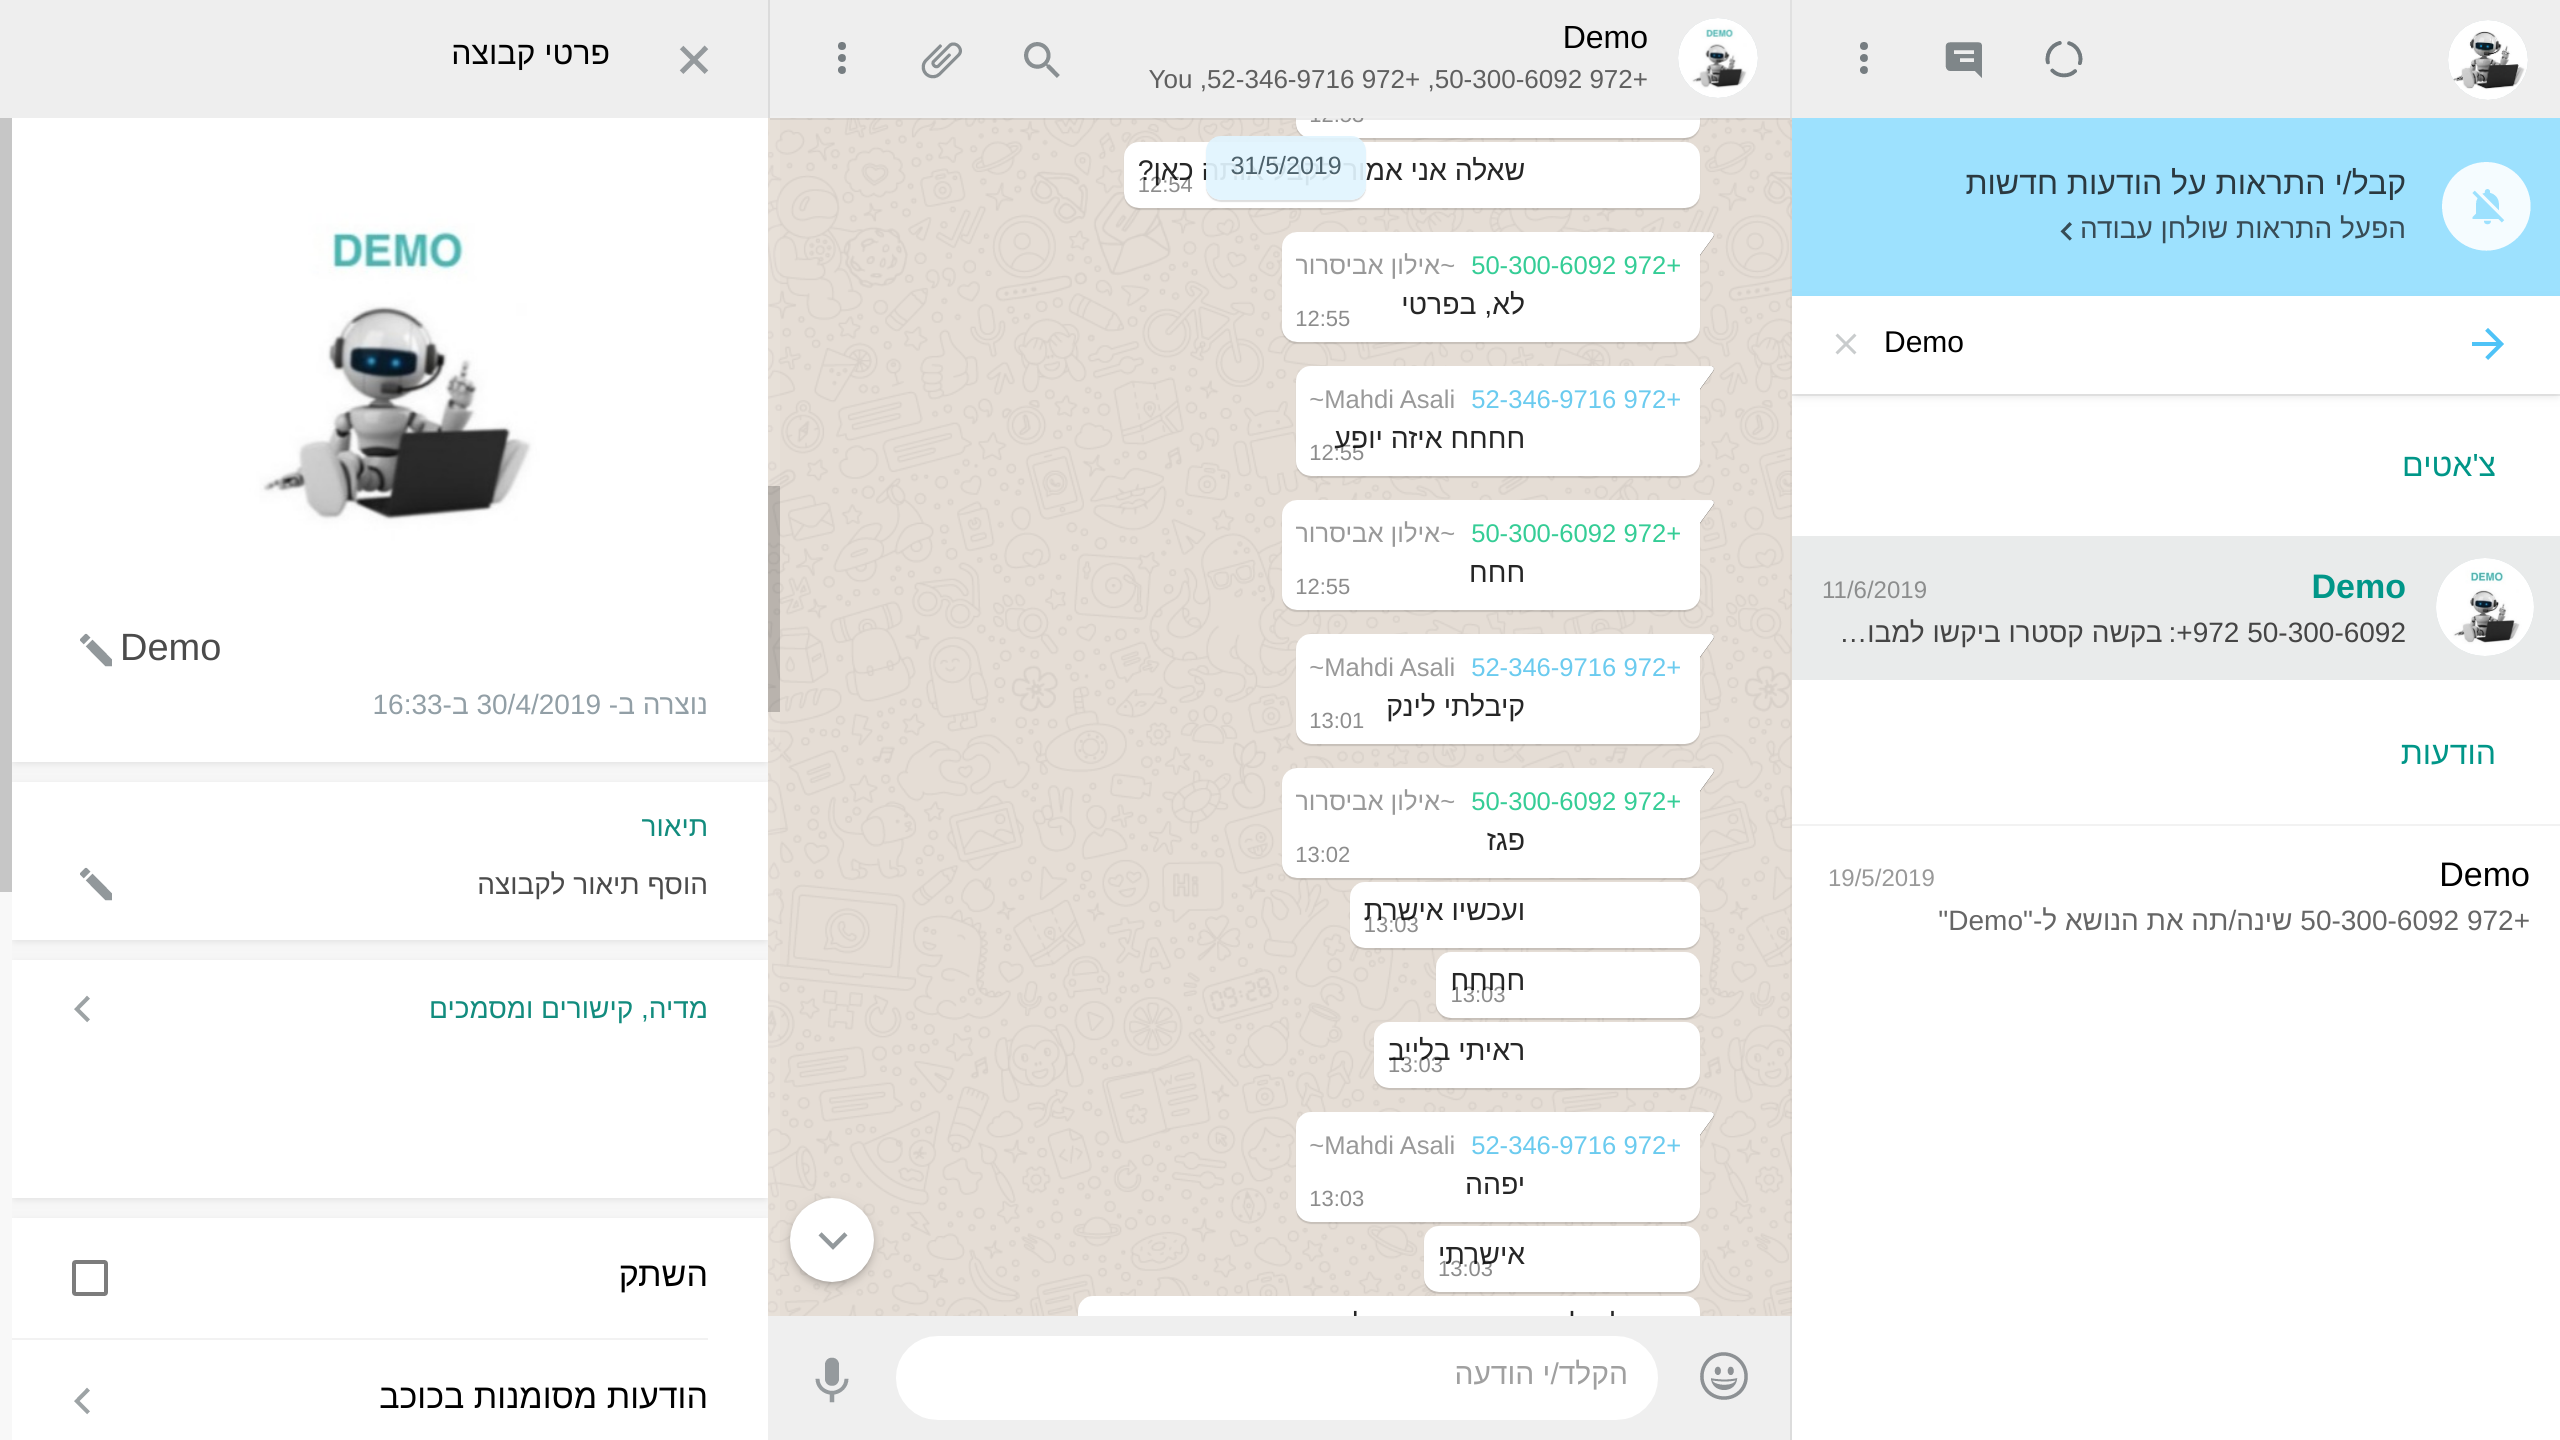 Demo
+972 50-300-6092, +972 52-346-9716, You
פרטי קבוצה
קבל/י התראות על הודעות חדשות
הפעל התראות שולחן עבודה
Demo
צ'אטים
Demo
11/6/2019
+972 50-300-6092: בקשה קסטרו ביקשו למבו...
הודעות
Demo
19/5/2019
+972 50-300-6092 שינה/תה את הנושא ל-"Demo"
31/5/2019
שאלה אני אמור לקבל אותה כאן?
12:54
+972 50-300-6092 ~אילון אביסרור
לא, בפרטי
12:55
+972 52-346-9716 ~Mahdi Asali
חחחח איזה יופע
12:55
+972 50-300-6092 ~אילון אביסרור
חחח
12:55
+972 52-346-9716 ~Mahdi Asali
קיבלתי לינק
13:01
+972 50-300-6092 ~אילון אביסרור
פגז
13:02
ועכשיו אישרת
13:03
חחחח
13:03
ראיתי בלייב
13:03
+972 52-346-9716 ~Mahdi Asali
יפהה
13:03
אישרתי
13:03
הקלד/י הודעה
DEMO
Demo
נוצרה ב- 30/4/2019 ב-16:33
תיאור
הוסף תיאור לקבוצה
מדיה, קישורים ומסמכים
השתק
הודעות מסומנות בכוכב